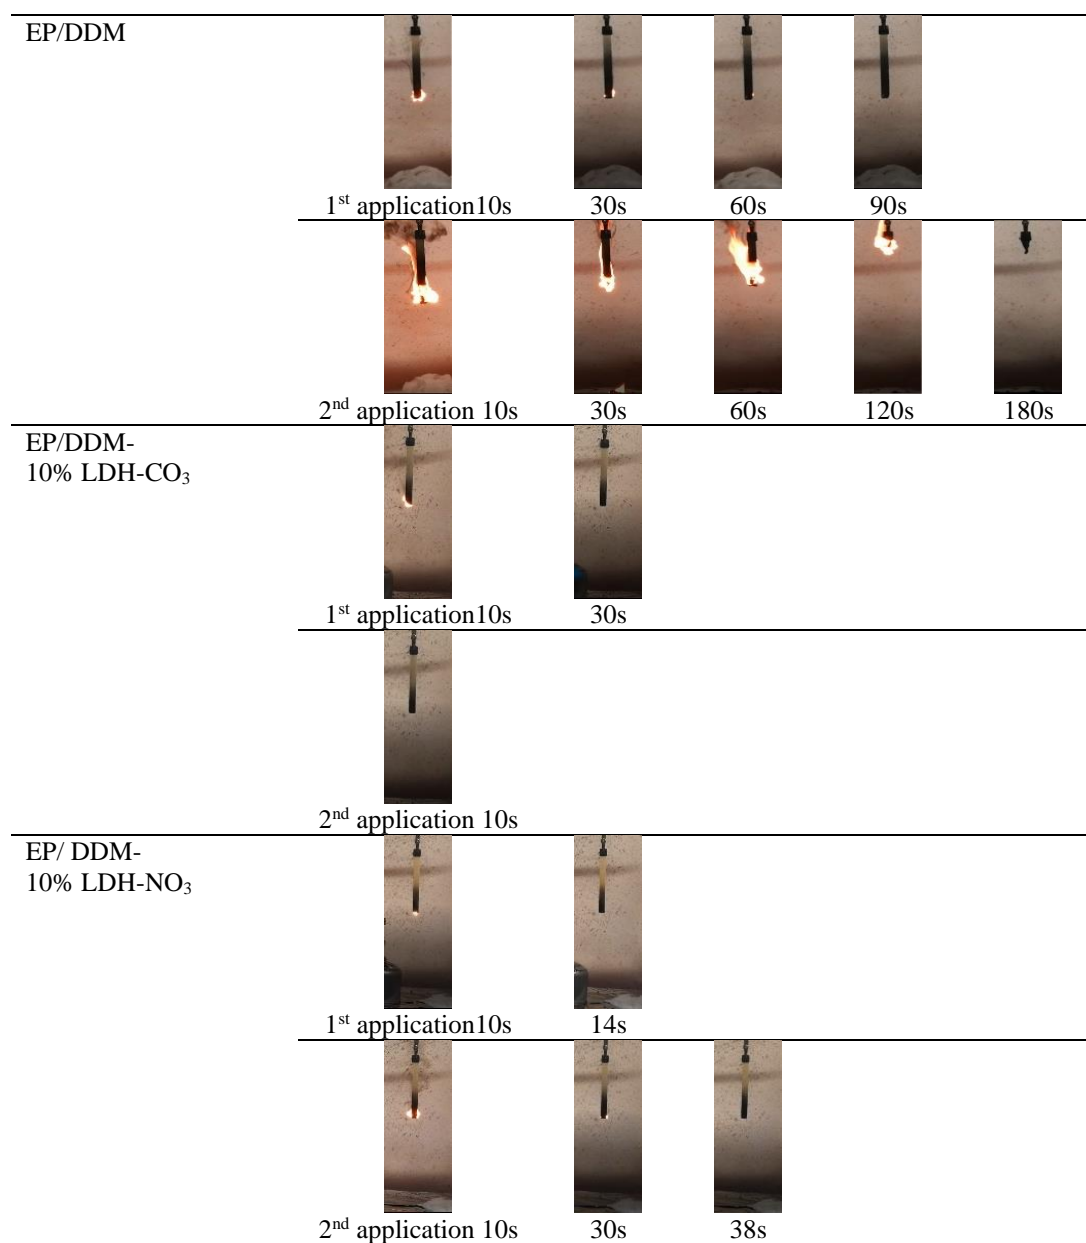 EP/DDM
1st application10s 30s 60s 90s
2nd application 10s 30s 60s 120s 180s
EP/DDM-
10% LDH-CO₃
1st application10s 30s
2nd application 10s
EP/ DDM-
10% LDH-NO₃
1st application10s 14s
2nd application 10s 30s 38s